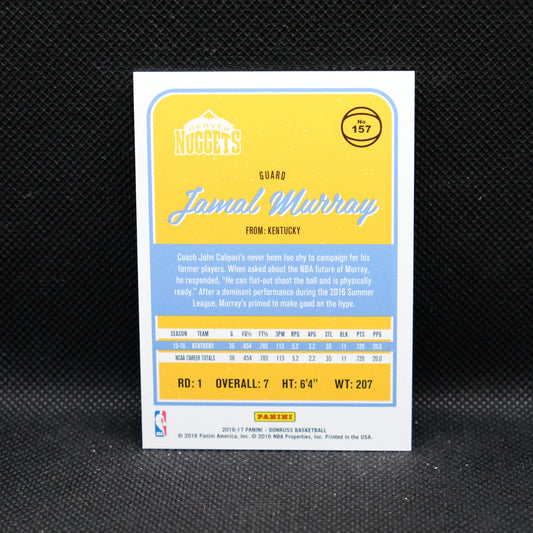 DENVER
NUGGETS
No
157
GUARD
Jamal Murray
FROM: KENTUCKY
Coach John Calipari's never been too shy to campaign for his
former players. When asked about the NBA future of Murray,
he responded, "He can flat-out shoot the ball and is physically
ready." After a dominant performance during the 2016 Summer
League, Murray's primed to make good on the hype.
SEASON TEAM G FG% FT% 3PM RPG APG STL BLK PTS PPG
15-16 KENTUCKY 36 .454 .783 113 5.2 2.2 35 11 720 20.0
NCAA CAREER TOTALS 36 .454 .783 113 5.2 2.2 35 11 720 20.0
RD: 1 OVERALL: 7 HT: 6'4" WT: 207
PANINI
2016-17 PANINI – DONRUSS BASKETBALL
© 2016 Panini America, Inc. © 2016 NBA Properties, Inc. Printed in the USA.